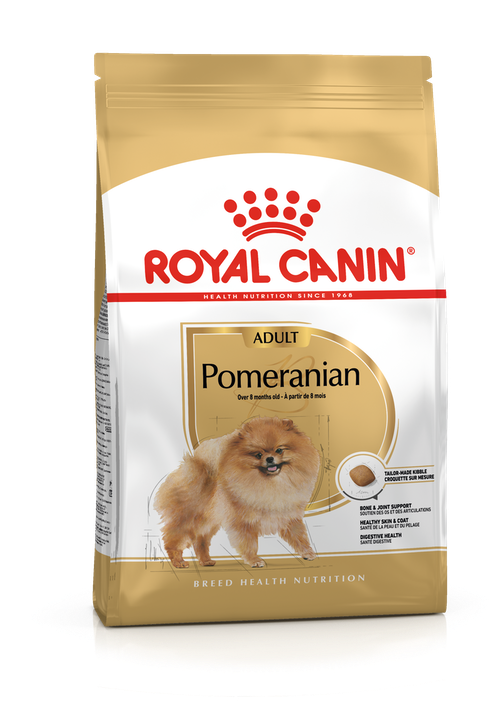 ROYAL CANIN®
HEALTH NUTRITION SINCE 1968
ADULT
Pomeranian
Over 8 months old - À partir de 8 mois
TAILOR-MADE KIBBLE
CROQUETTE SUR MESURE
BONE & JOINT SUPPORT
SOUTIEN DES OS ET DES ARTICULATIONS
HEALTHY SKIN & COAT
SANTÉ DE LA PEAU ET DU PELAGE
DIGESTIVE HEALTH
SANTÉ DIGESTIVE
BREED HEALTH NUTRITION